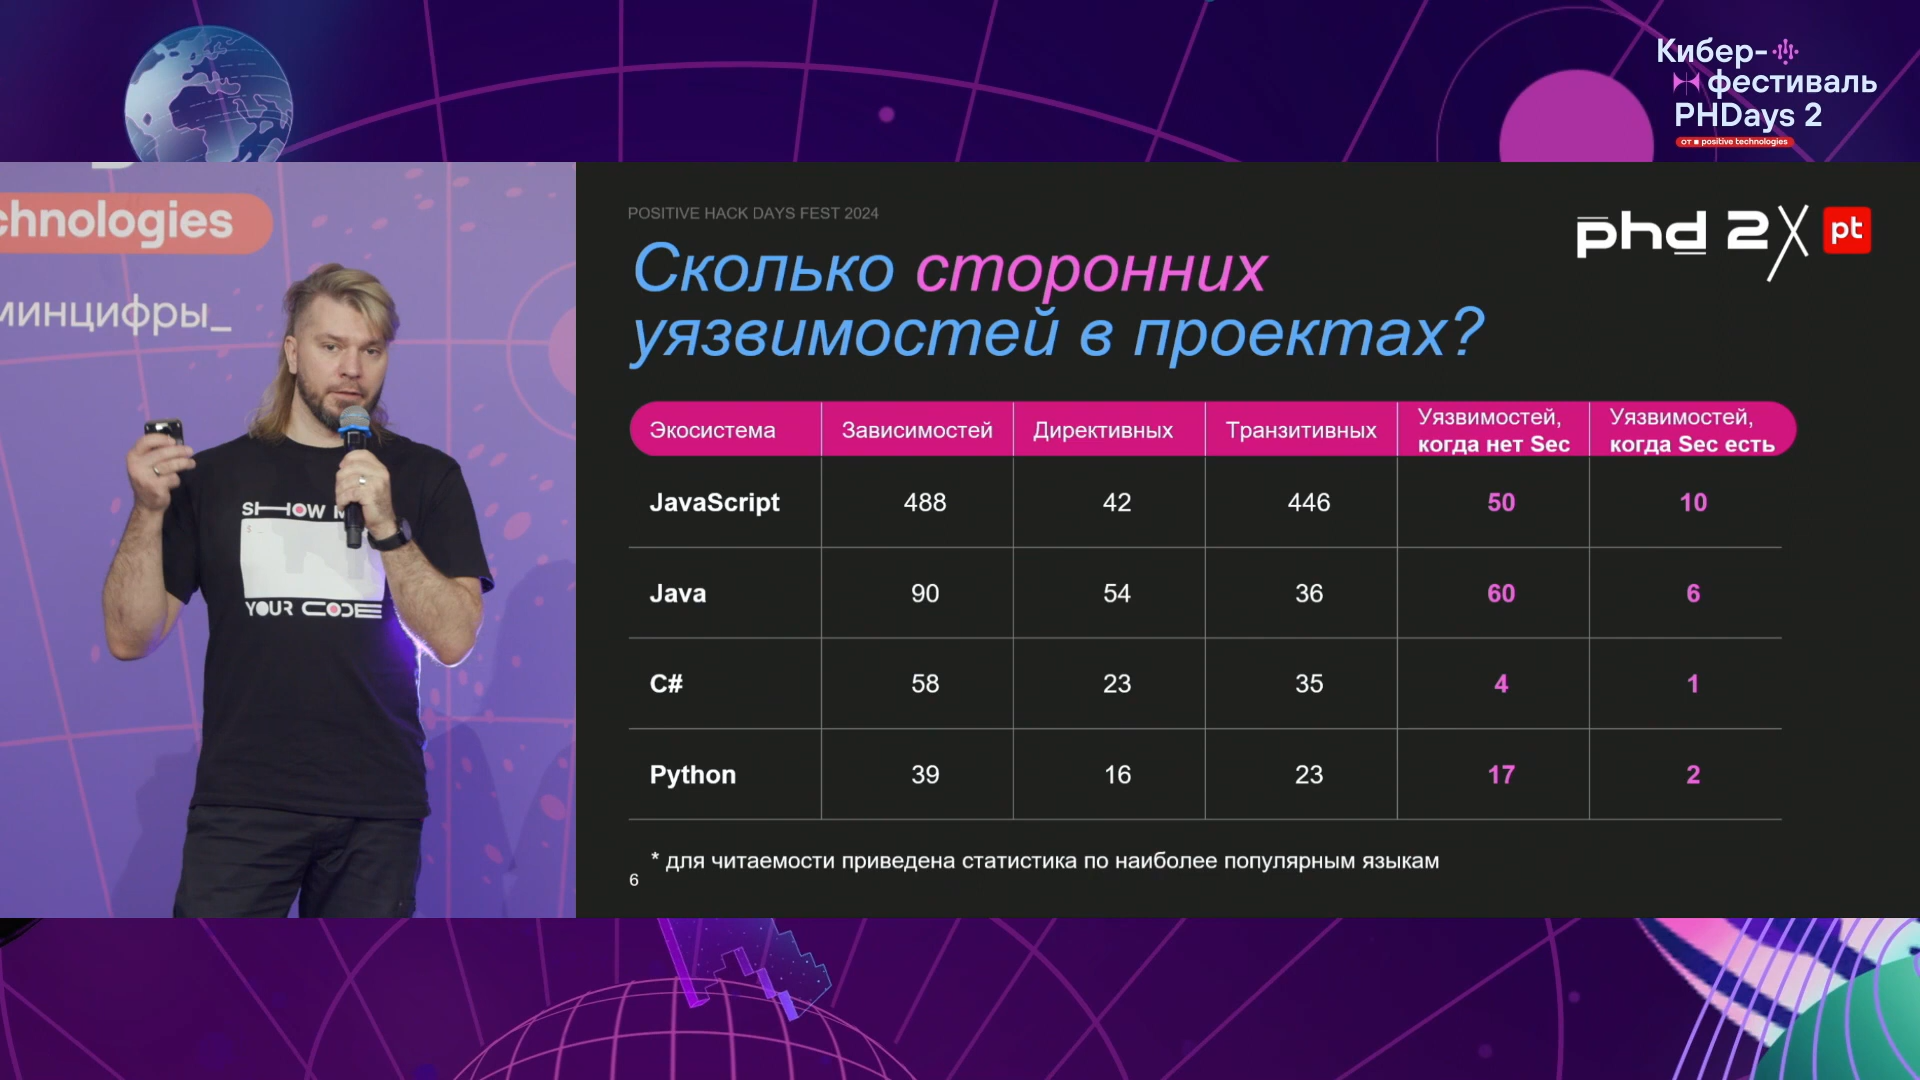 Кибер-
фестиваль
PHDays 2
от positive technologies
chnologies
минцифры_
SHOW
YOUR CODE
POSITIVE HACK DAYS FEST 2024
phd 2
pt
Сколько сторонних
уязвимостей в проектах?
Экосистема Зависимостей Директивных Транзитивных Уязвимостей, когда нет Sec Уязвимостей, когда Sec есть
JavaScript 488 42 446 50 10
Java 90 54 36 60 6
C# 58 23 35 4 1
Python 39 16 23 17 2
* для читаемости приведена статистика по наиболее популярным языкам
6